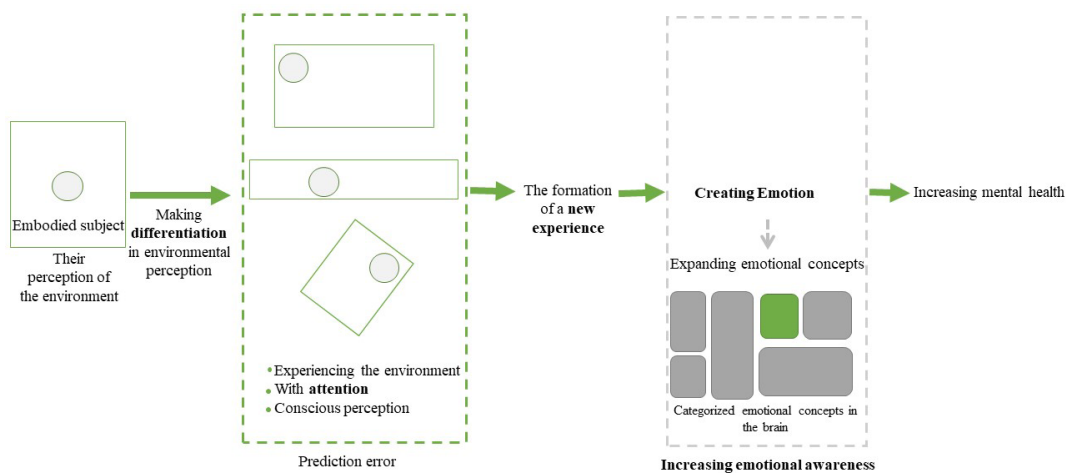 Embodied subject
Their
perception of
the environment
Making
differentiation
in environmental
perception
• Experiencing the environment
• With attention
• Conscious perception
Prediction error
The formation
of a new
experience
Creating Emotion
Expanding emotional concepts
Categorized emotional concepts in
the brain
Increasing emotional awareness
Increasing mental health